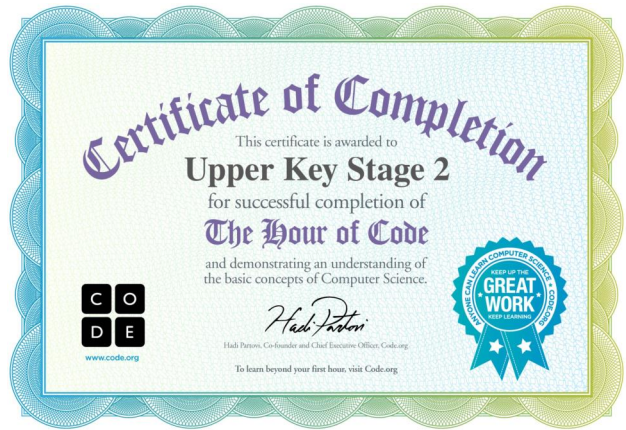 Certificate of Completion
This certificate is awarded to
Upper Key Stage 2
for successful completion of
The Hour of Code
and demonstrating an understanding of
the basic concepts of Computer Science.
C O
D E
www.code.org
Hadi Partovi
Hadi Partovi, Co-founder and Chief Executive Officer, Code.org
To learn beyond your first hour, visit Code.org
ANYONE CAN LEARN COMPUTER SCIENCE • CODE.ORG
KEEP UP THE
GREAT
WORK
KEEP LEARNING